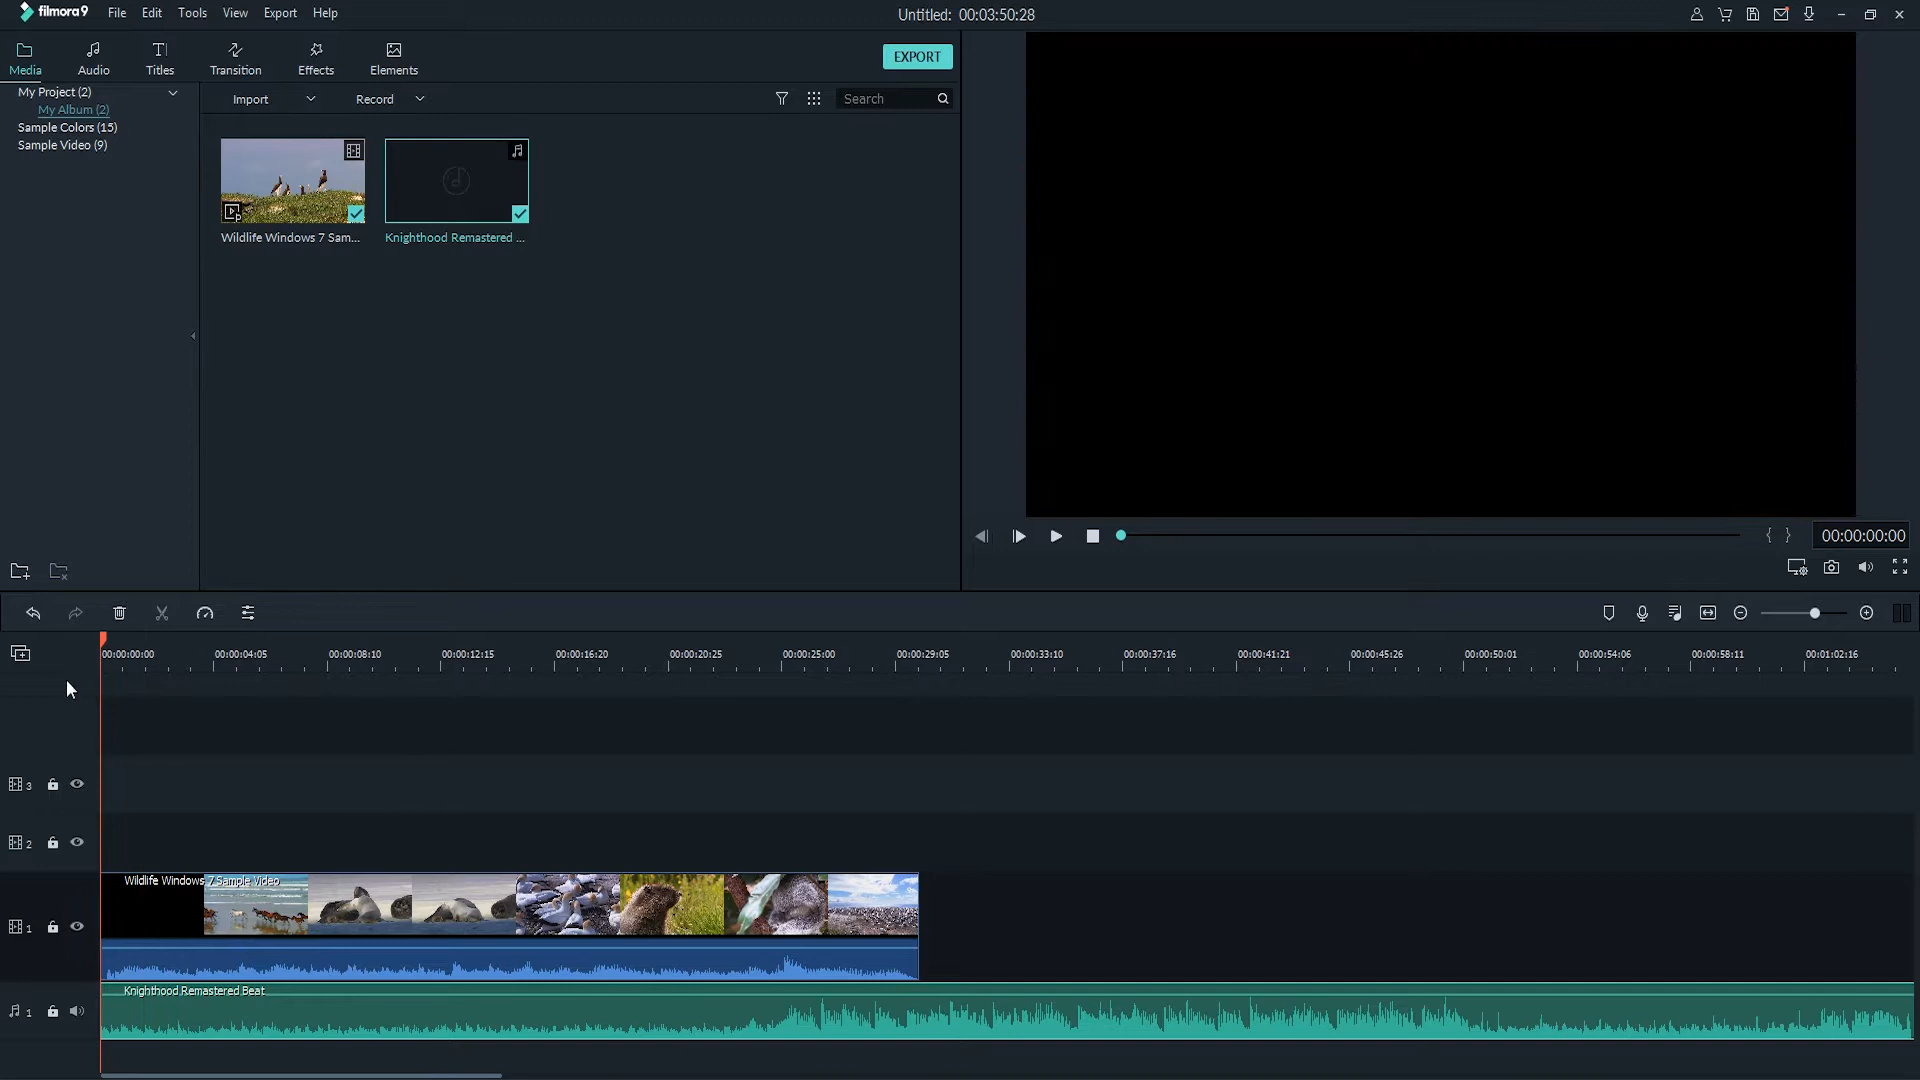 filmora9 File Edit Tools View Export Help
Untitled: 00:03:50:28
Media
Audio
Titles
Transition
Effects
Elements
EXPORT
My Project (2)
My Album (2)
Sample Colors (15)
Sample Video (9)
Import
Record
Search
Wildlife Windows 7 Sam...
Knighthood Remastered ...
00:00:00:00
00:00:00:00 00:00:04:05 00:00:08:10 00:00:12:15 00:00:16:20 00:00:20:25 00:00:25:00 00:00:29:05 00:00:33:10 00:00:37:16 00:00:41:21 00:00:45:26 00:00:50:01 00:00:54:06 00:00:58:11 00:01:02:16
3
2
Wildlife Windows 7 Sample Video
1
Knighthood Remastered Beat
1